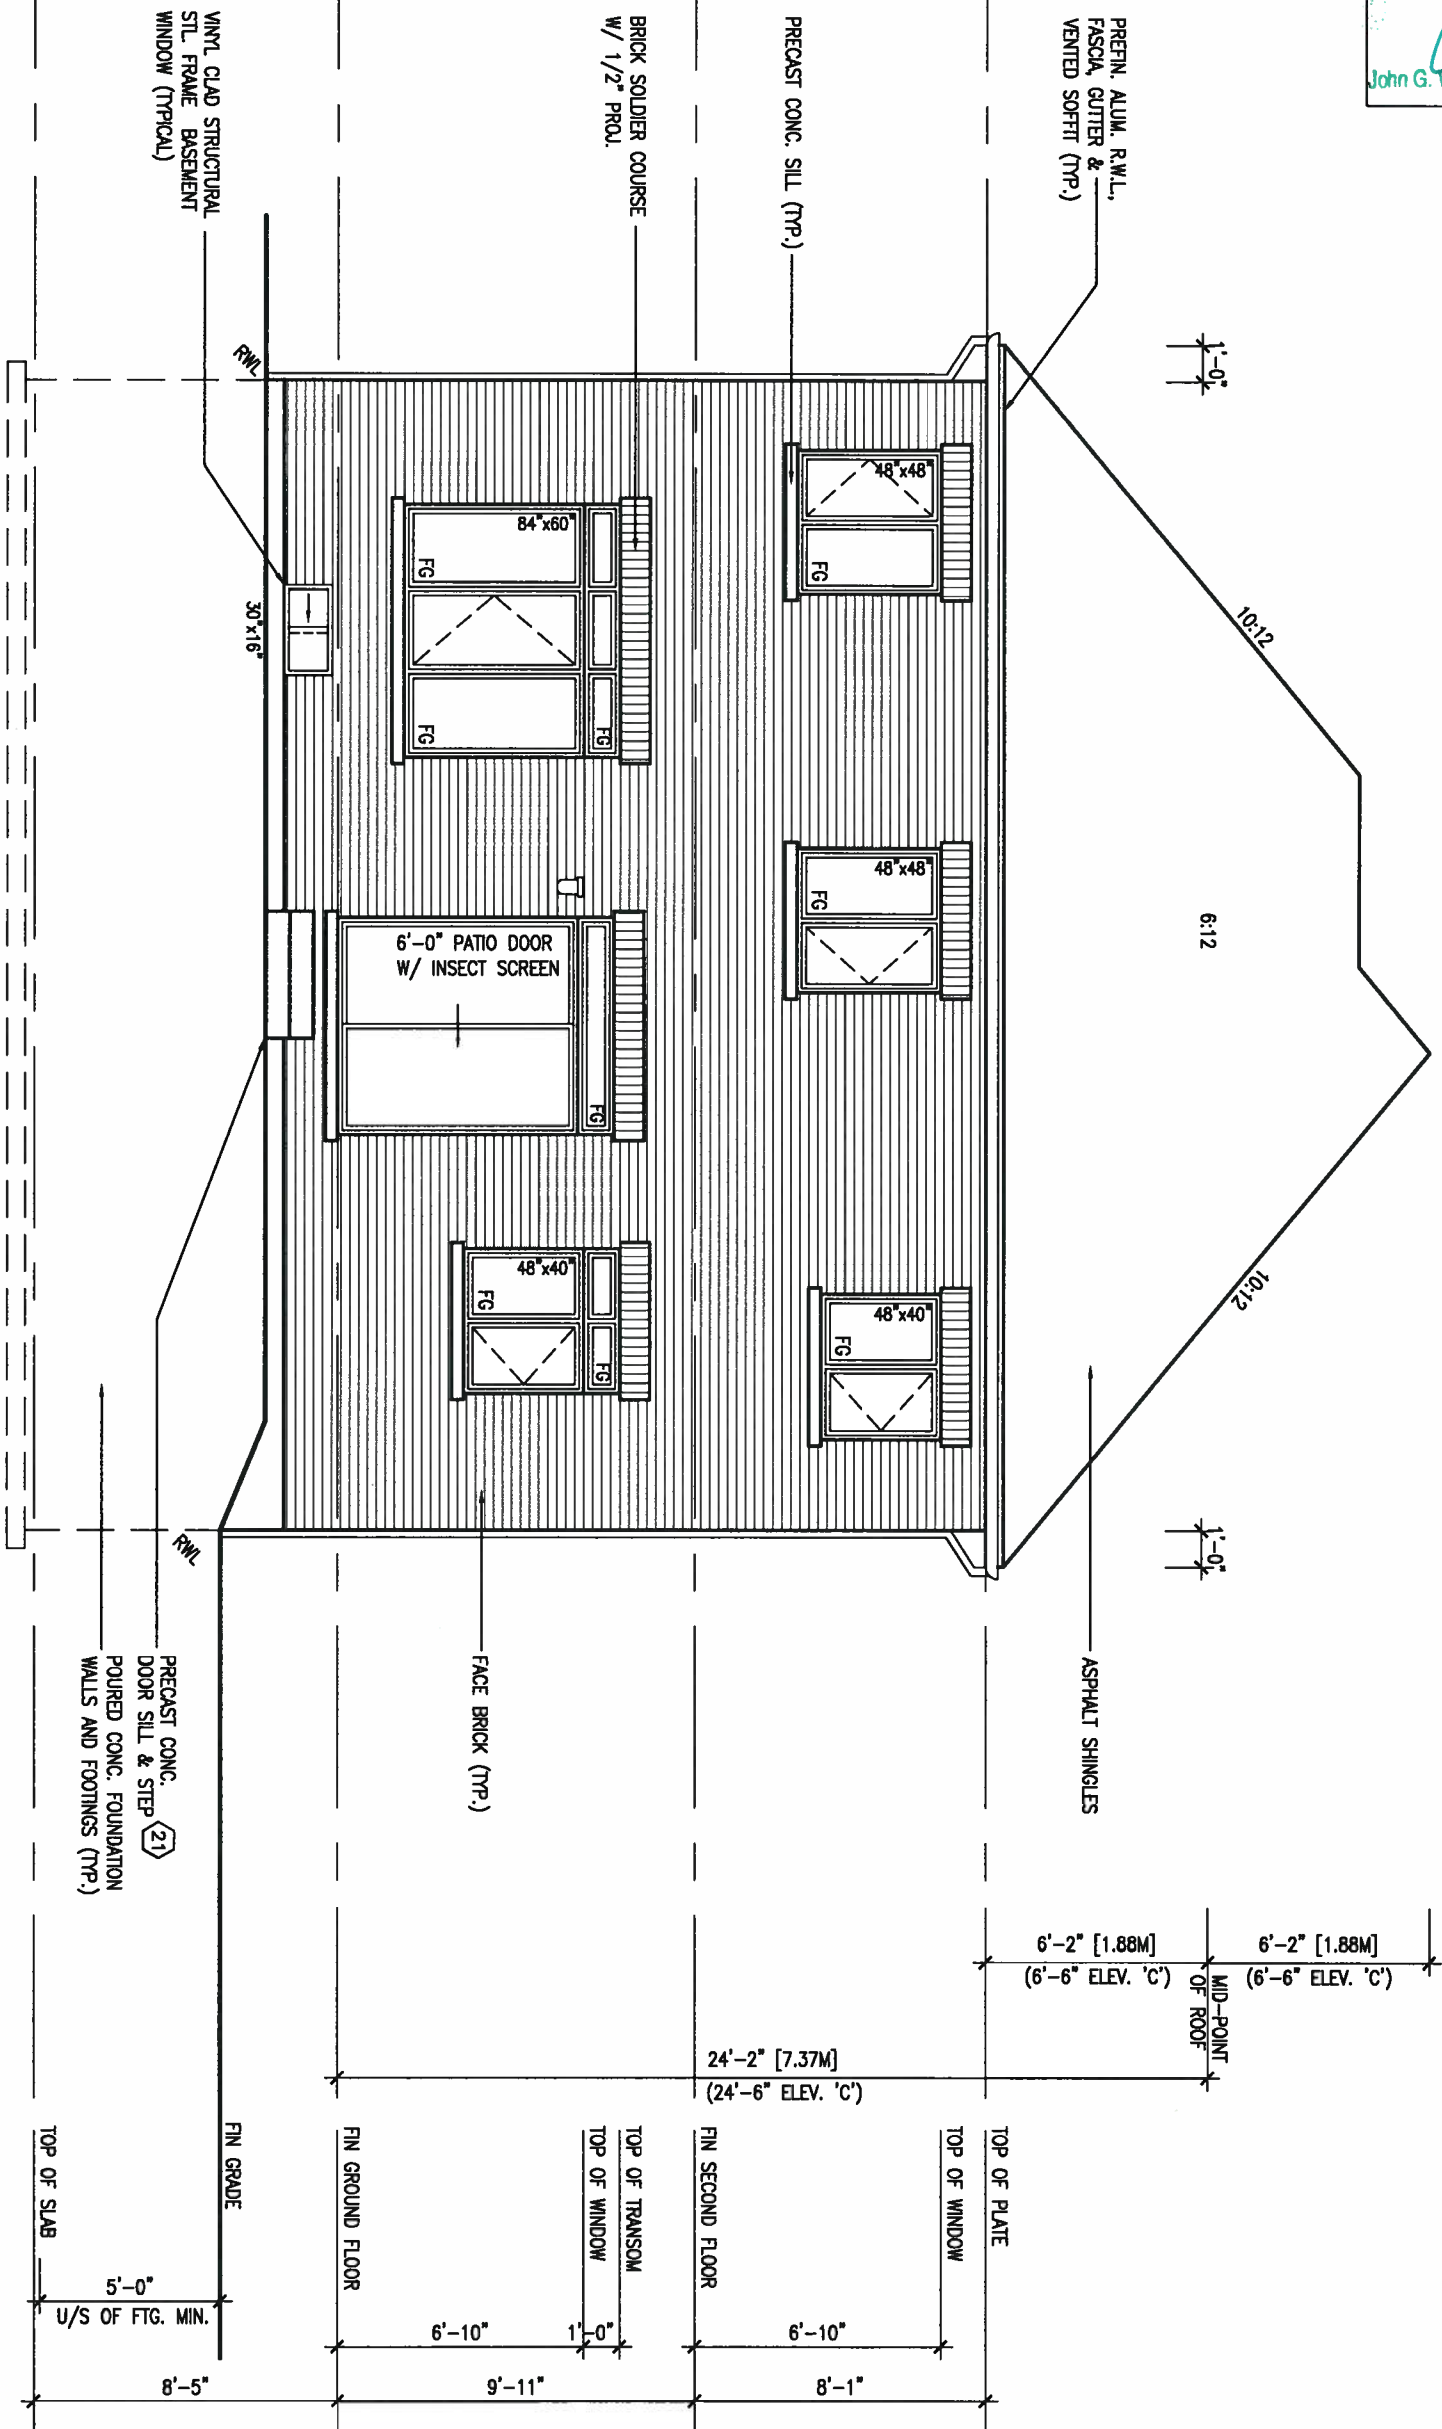 John G.
PREFIN. ALUM. R.W.L.,
FASCIA, GUTTER &
VENTED SOFFIT (TYP.)
PRECAST CONC. SILL (TYP.)
BRICK SOLDIER COURSE
W/ 1/2" PROJ.
VINYL CLAD STRUCTURAL
STL. FRAME BASEMENT
WINDOW (TYPICAL)
1'-0"
10:12
6:12
10:12
1'-0"
RWL
48"x48"
FG
48"x48"
FG
48"x40"
FG
84"x60"
FG
FG
FG
6'-0" PATIO DOOR
W/ INSECT SCREEN
FG
48"x40"
FG
FG
30"x16"
RWL
ASPHALT SHINGLES
FACE BRICK (TYP.)
PRECAST CONC.
DOOR SILL & STEP 21
POURED CONC. FOUNDATION
WALLS AND FOOTINGS (TYP.)
6'-2" [1.88M]
(6'-6" ELEV. 'C')
MID-POINT
OF ROOF
6'-2" [1.88M]
(6'-6" ELEV. 'C')
24'-2" [7.37M]
(24'-6" ELEV. 'C')
TOP OF PLATE
TOP OF WINDOW
FIN SECOND FLOOR
TOP OF TRANSOM
TOP OF WINDOW
FIN GROUND FLOOR
FIN GRADE
TOP OF SLAB
6'-10"
1'-0"
6'-10"
5'-0"
U/S OF FTG. MIN.
8'-1"
9'-11"
8'-5"